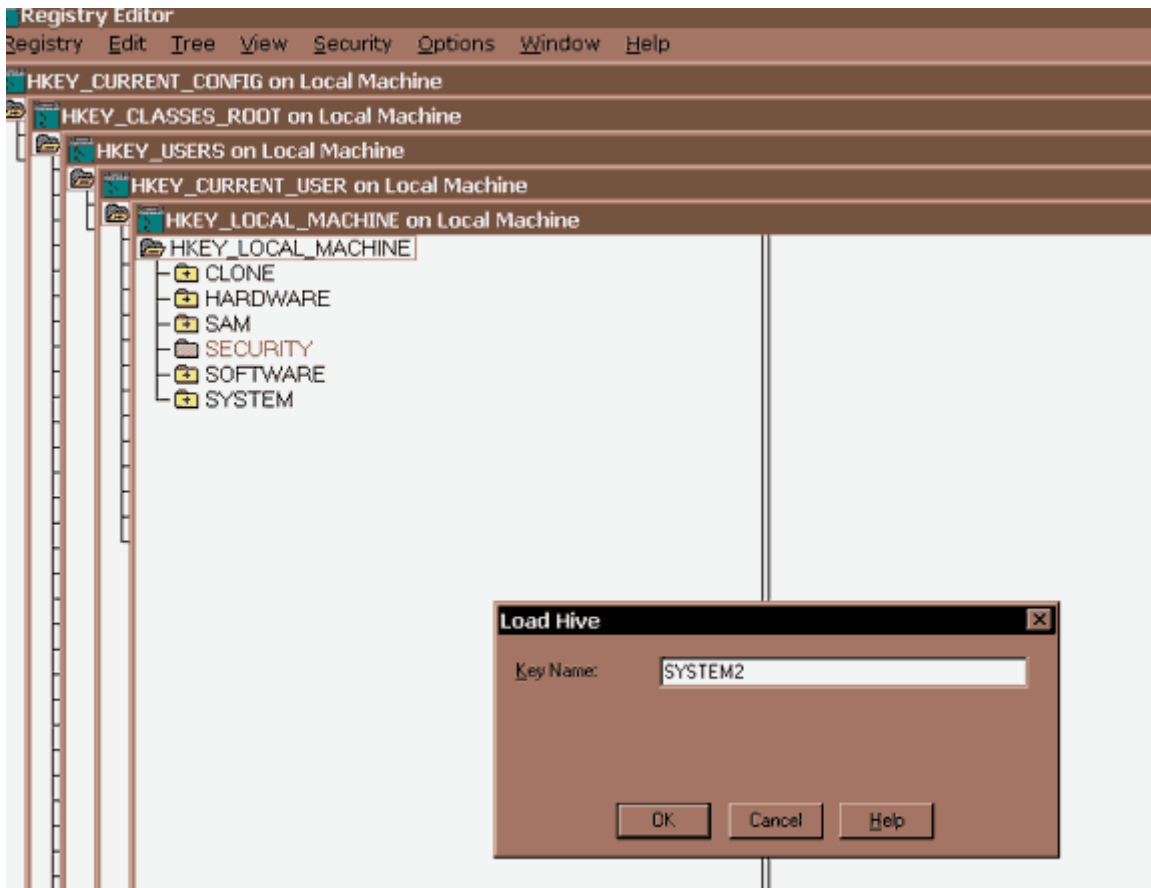 Registry Editor
Registry Edit Tree View Security Options Window Help
HKEY_CURRENT_CONFIG on Local Machine
HKEY_CLASSES_ROOT on Local Machine
HKEY_USERS on Local Machine
HKEY_CURRENT_USER on Local Machine
HKEY_LOCAL_MACHINE on Local Machine
HKEY_LOCAL_MACHINE
CLONE
HARDWARE
SAM
SECURITY
SOFTWARE
SYSTEM
Load Hive
Key Name: SYSTEM2
OK Cancel Help